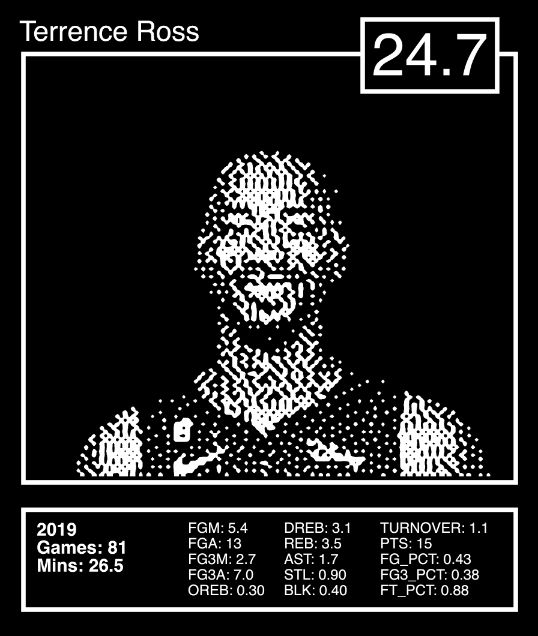 Terrence Ross
24.7
2019
Games: 81
Mins: 26.5
FGM: 5.4
FGA: 13
FG3M: 2.7
FG3A: 7.0
OREB: 0.30
DREB: 3.1
REB: 3.5
AST: 1.7
STL: 0.90
BLK: 0.40
TURNOVER: 1.1
PTS: 15
FG_PCT: 0.43
FG3_PCT: 0.38
FT_PCT: 0.88